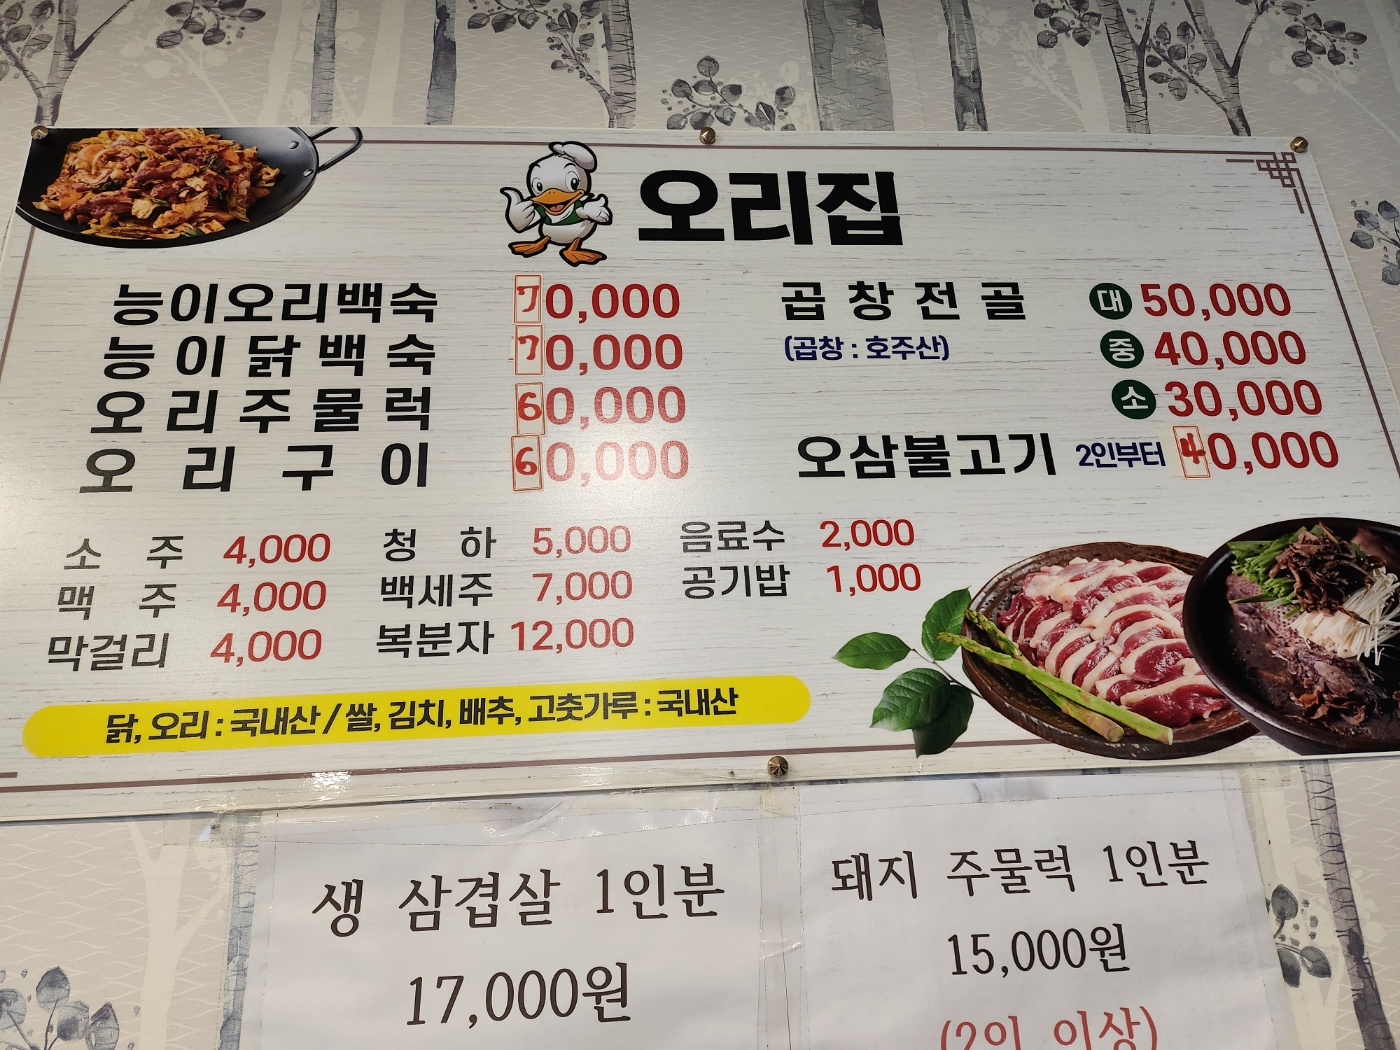 오리집
능이오리백숙 70,000
능이닭백숙 70,000
오리주물럭 60,000
오리구이 60,000
곱창전골 대 50,000
(곱창 : 호주산) 중 40,000
소 30,000
오삼불고기 2인부터 40,000
소주 4,000 청하 5,000 음료수 2,000
맥주 4,000 백세주 7,000 공기밥 1,000
막걸리 4,000 복분자 12,000
닭, 오리 : 국내산 / 쌀, 김치, 배추, 고춧가루 : 국내산
생 삼겹살 1인분
17,000원
돼지 주물럭 1인분
15,000원
(2인 이상)